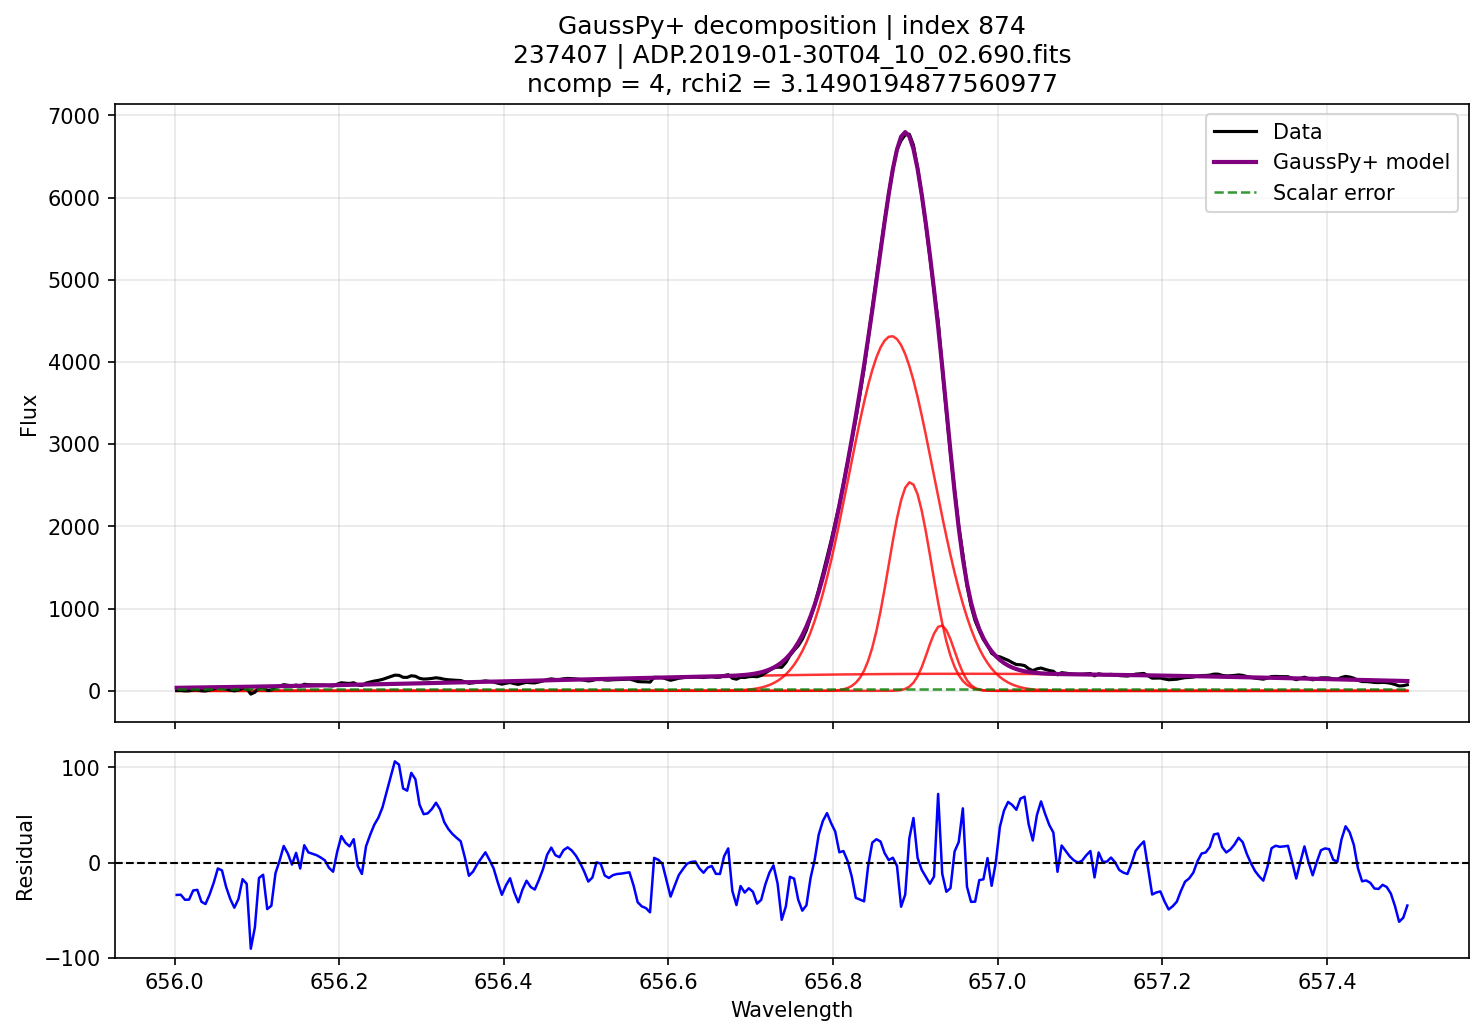 GaussPy+ decomposition | index 874
237407 | ADP.2019-01-30T04_10_02.690.fits
ncomp = 4, rchi2 = 3.1490194877560977
Data
GaussPy+ model
Scalar error
Flux
7000
6000
5000
4000
3000
2000
1000
0
Residual
100
0
−100
656.0 656.2 656.4 656.6 656.8 657.0 657.2 657.4
Wavelength